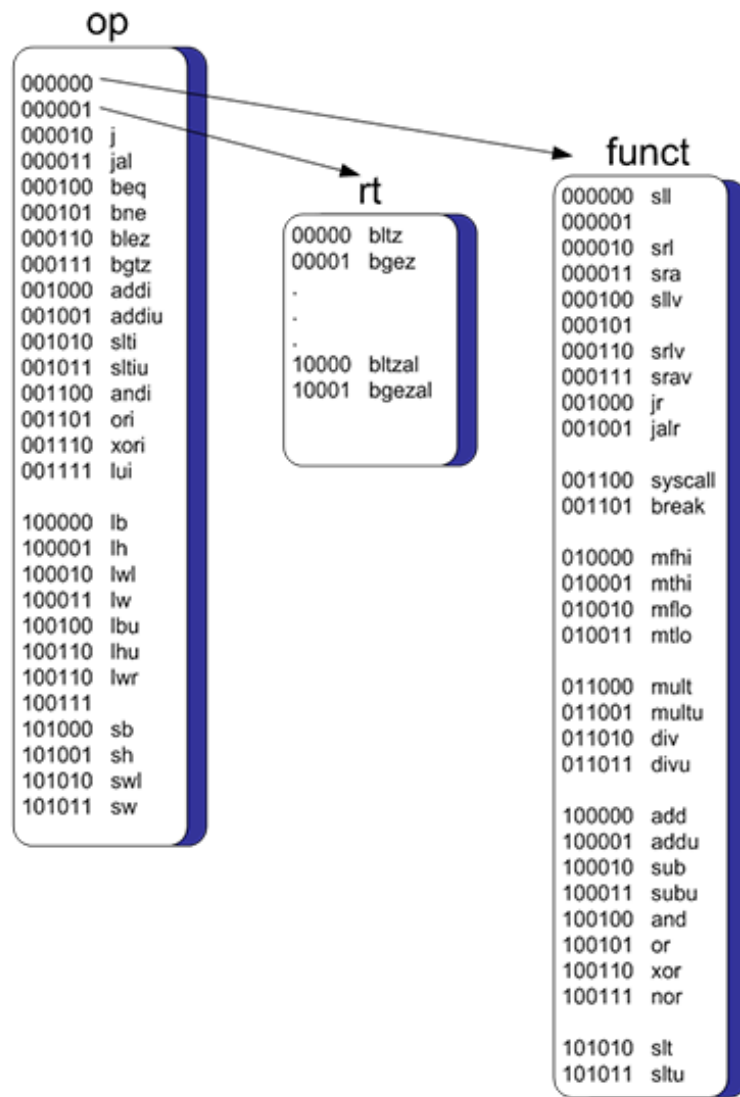 op
000000
000001
000010 j
000011 jal
000100 beq
000101 bne
000110 blez
000111 bgtz
001000 addi
001001 addiu
001010 slti
001011 sltiu
001100 andi
001101 ori
001110 xori
001111 lui
100000 lb
100001 lh
100010 lwl
100011 lw
100100 lbu
100110 lhu
100110 lwr
100111
101000 sb
101001 sh
101010 swl
101011 sw
rt
00000 bltz
00001 bgez
.
.
.
10000 bltzal
10001 bgezal
funct
000000 sll
000001
000010 srl
000011 sra
000100 sllv
000101
000110 srlv
000111 srav
001000 jr
001001 jalr
001100 syscall
001101 break
010000 mfhi
010001 mthi
010010 mflo
010011 mtlo
011000 mult
011001 multu
011010 div
011011 divu
100000 add
100001 addu
100010 sub
100011 subu
100100 and
100101 or
100110 xor
100111 nor
101010 slt
101011 sltu